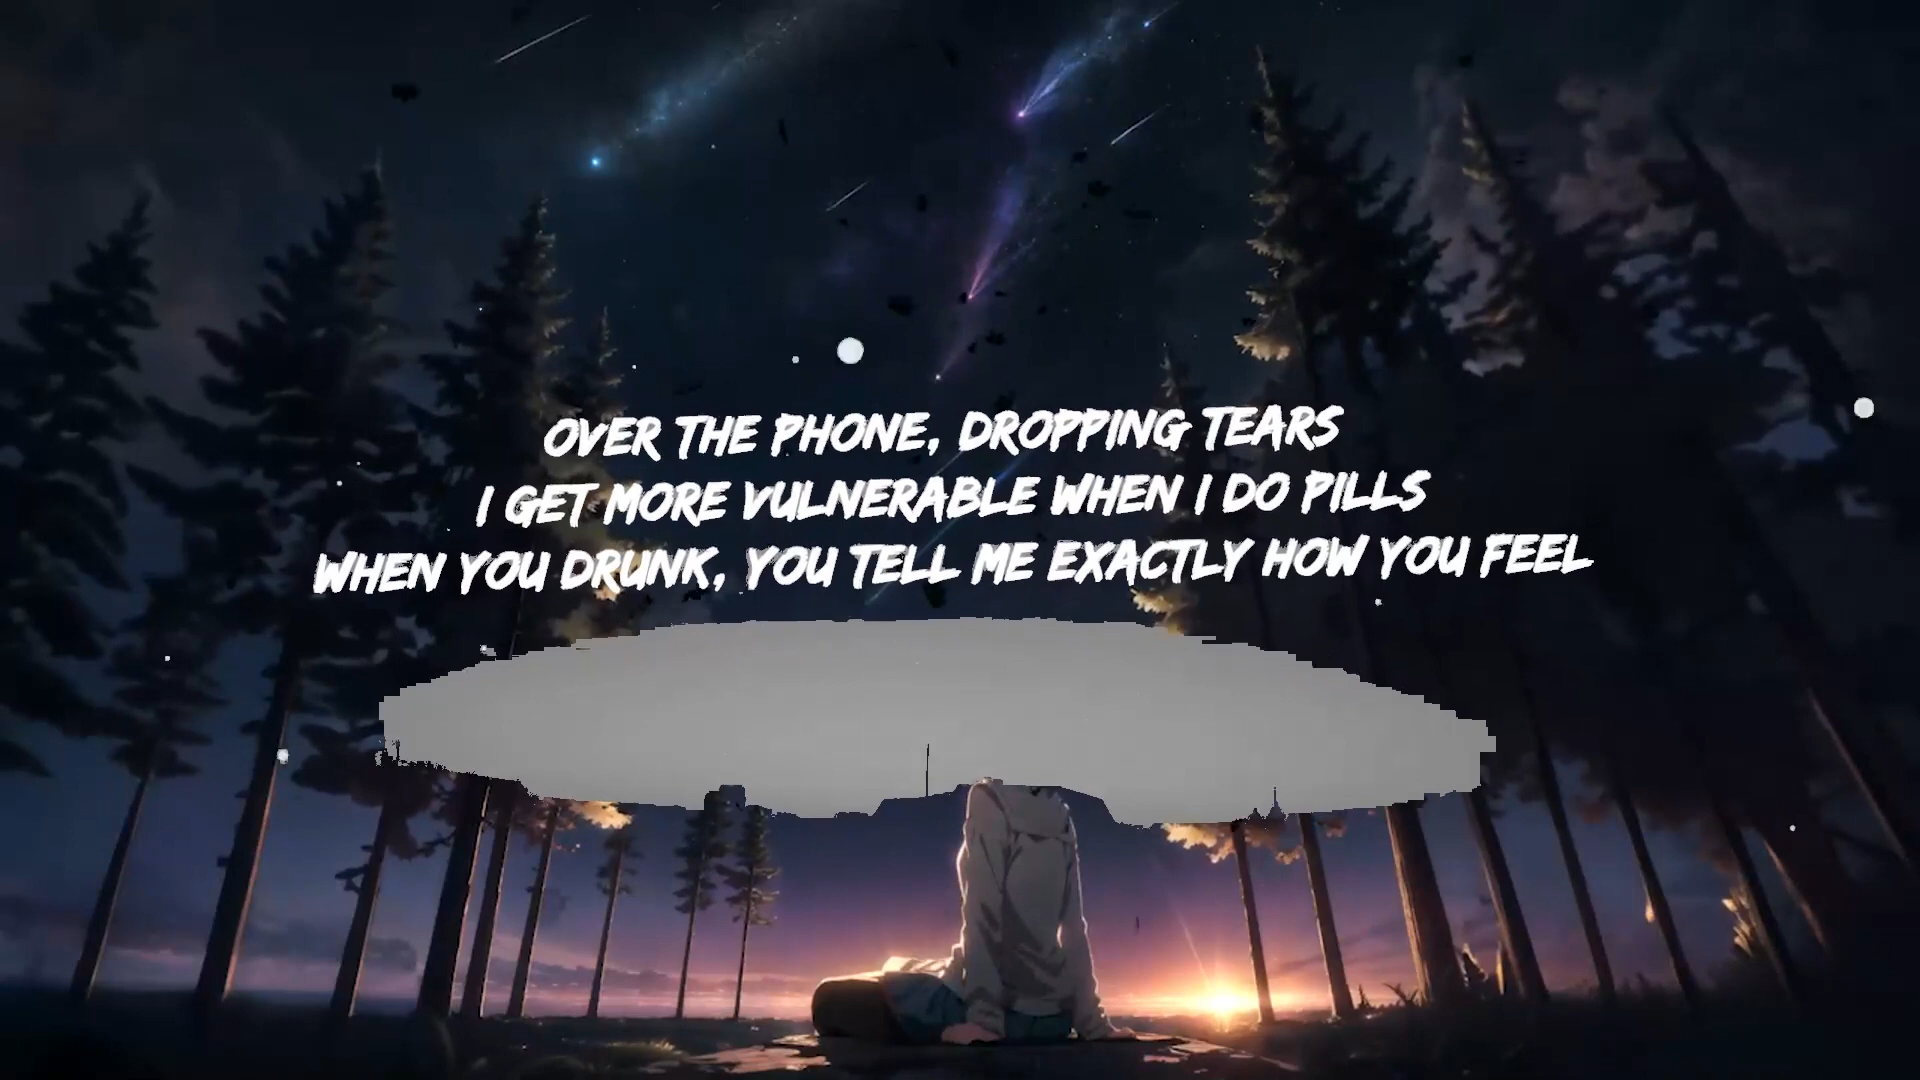 OVER THE PHONE, DROPPING TEARS
I GET MORE VULNERABLE WHEN I DO PILLS
WHEN YOU DRUNK, YOU TELL ME EXACTLY HOW YOU FEEL